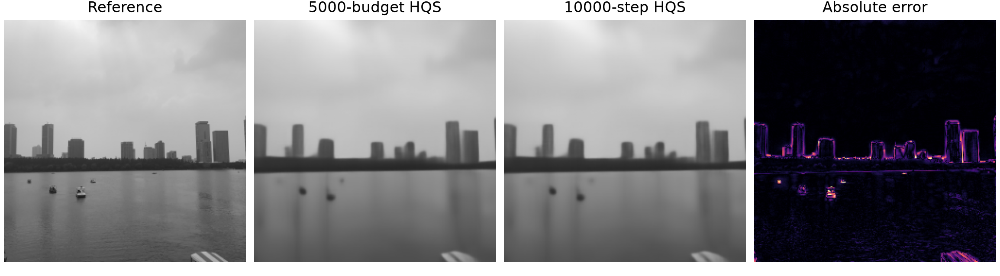 Reference
5000-budget HQS
10000-step HQS
Absolute error